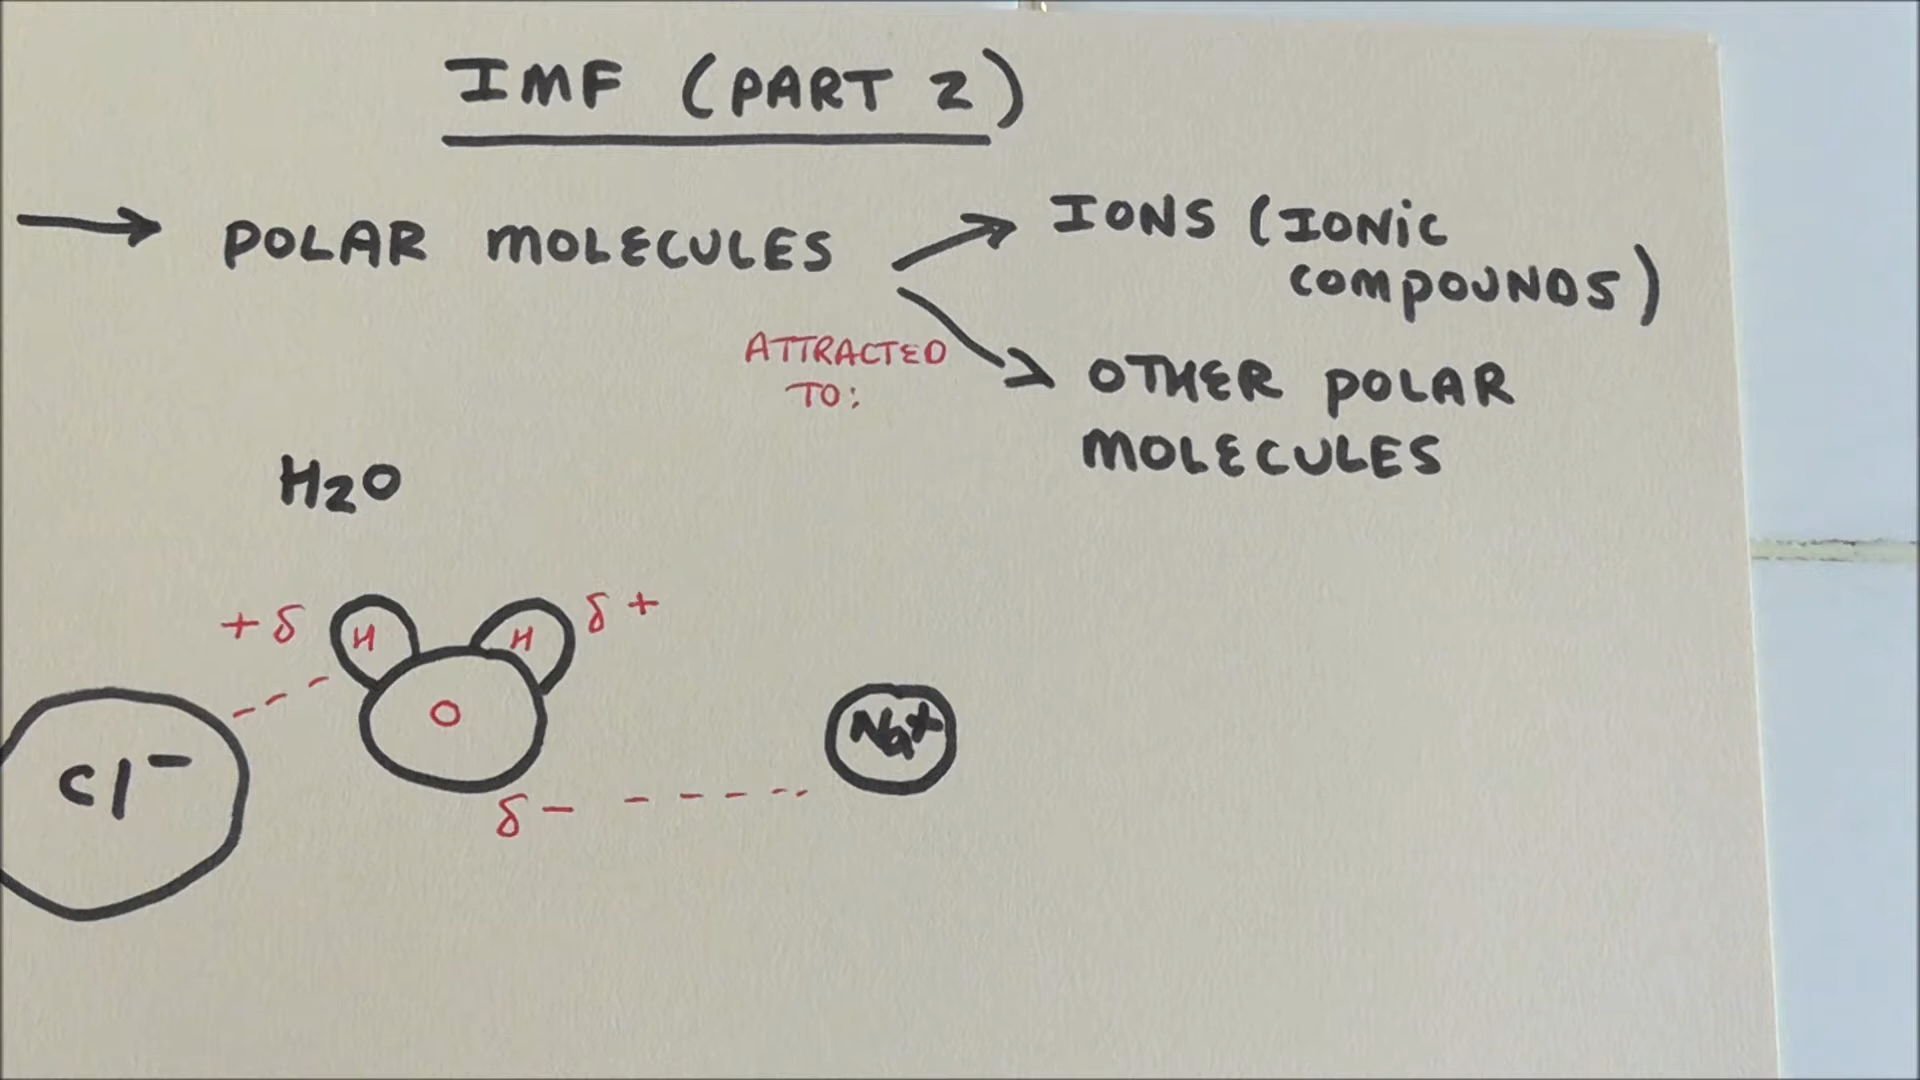 IMF (PART 2)
→ POLAR MOLECULES
IONS (IONIC
COMPOUNDS)
ATTRACTED
TO:
OTHER POLAR
MOLECULES
H2O
+δ H H δ+
O
Cl⁻
Na+
δ-